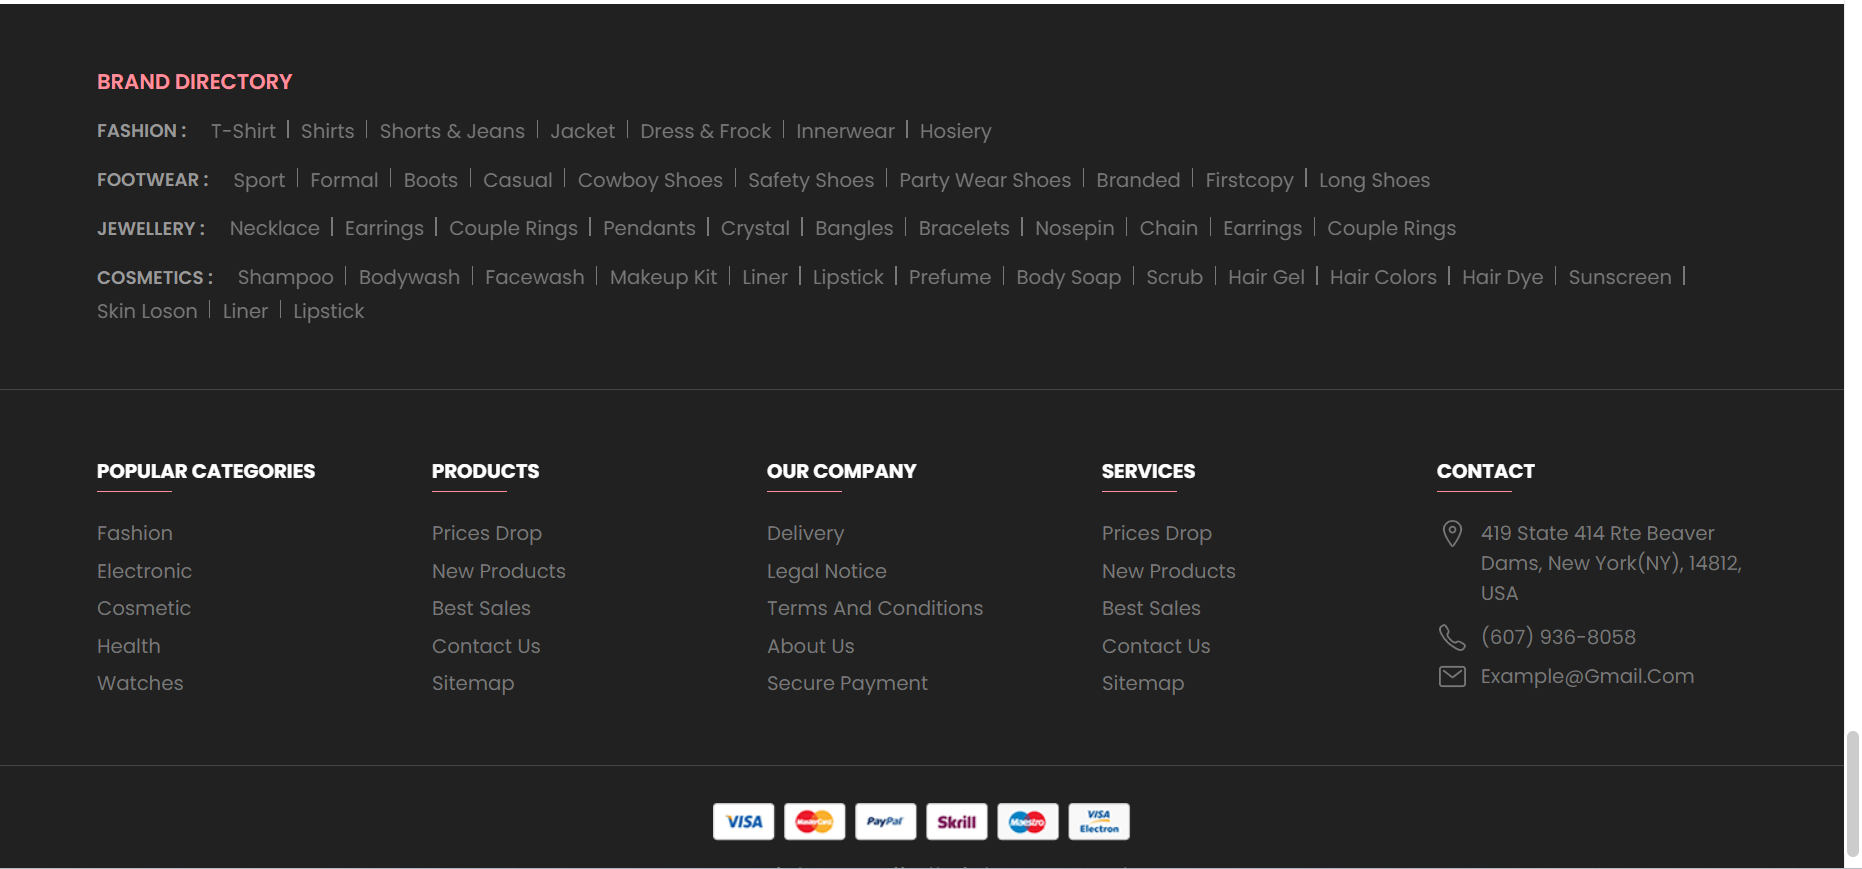 BRAND DIRECTORY
FASHION : T-Shirt | Shirts | Shorts & Jeans | Jacket | Dress & Frock | Innerwear | Hosiery
FOOTWEAR : Sport | Formal | Boots | Casual | Cowboy Shoes | Safety Shoes | Party Wear Shoes | Branded | Firstcopy | Long Shoes
JEWELLERY : Necklace | Earrings | Couple Rings | Pendants | Crystal | Bangles | Bracelets | Nosepin | Chain | Earrings | Couple Rings
COSMETICS : Shampoo | Bodywash | Facewash | Makeup Kit | Liner | Lipstick | Prefume | Body Soap | Scrub | Hair Gel | Hair Colors | Hair Dye | Sunscreen |
Skin Loson | Liner | Lipstick
POPULAR CATEGORIES
Fashion
Electronic
Cosmetic
Health
Watches
PRODUCTS
Prices Drop
New Products
Best Sales
Contact Us
Sitemap
OUR COMPANY
Delivery
Legal Notice
Terms And Conditions
About Us
Secure Payment
SERVICES
Prices Drop
New Products
Best Sales
Contact Us
Sitemap
CONTACT
419 State 414 Rte Beaver
Dams, New York(NY), 14812,
USA
(607) 936-8058
Example@Gmail.Com
VISA MasterCard PayPal Skrill Maestro VISA
Electron